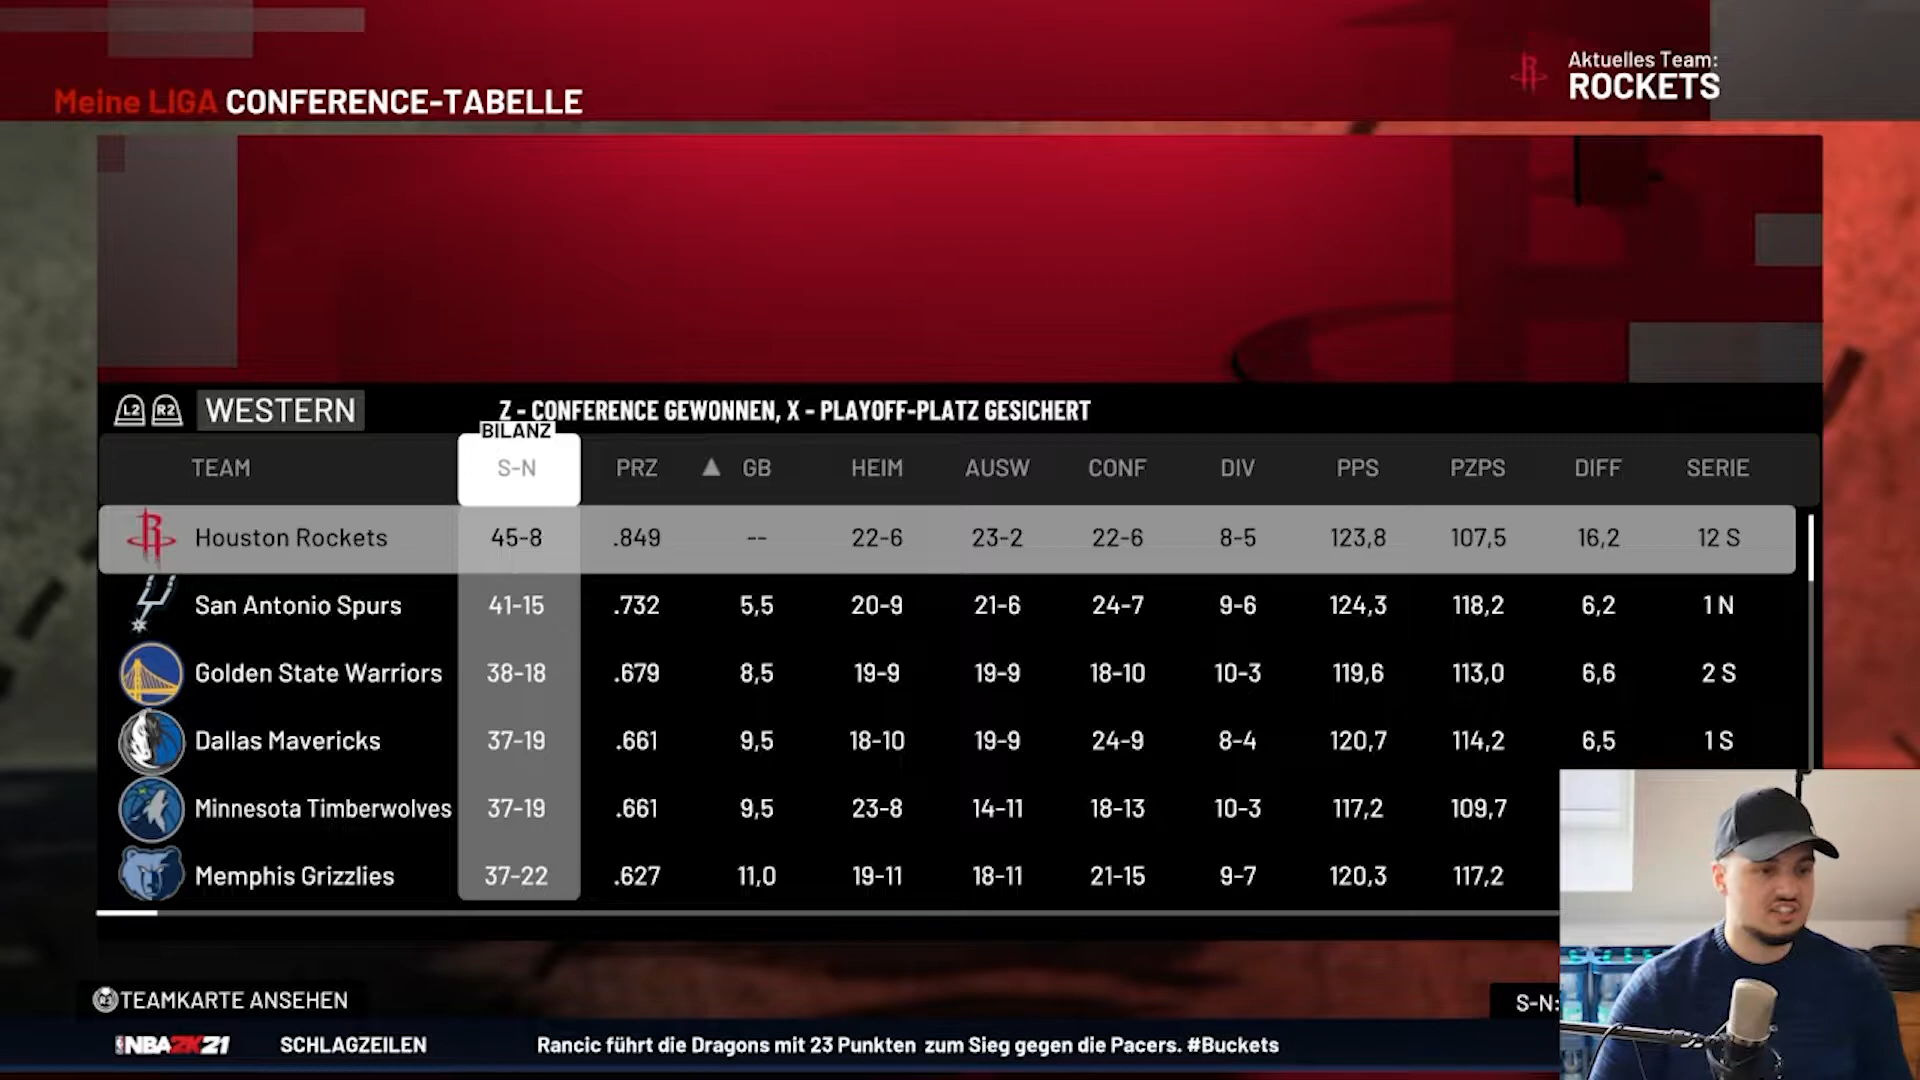 Aktuelles Team:
ROCKETS
Meine LIGA CONFERENCE-TABELLE
L2 R2 WESTERN Z - CONFERENCE GEWONNEN, X - PLAYOFF-PLATZ GESICHERT
BILANZ
TEAM S-N PRZ GB HEIM AUSW CONF DIV PPS PZPS DIFF SERIE
Houston Rockets 45-8 .849 -- 22-6 23-2 22-6 8-5 123,8 107,5 16,2 12 S
San Antonio Spurs 41-15 .732 5,5 20-9 21-6 24-7 9-6 124,3 118,2 6,2 1 N
Golden State Warriors 38-18 .679 8,5 19-9 19-9 18-10 10-3 119,6 113,0 6,6 2 S
Dallas Mavericks 37-19 .661 9,5 18-10 19-9 24-9 8-4 120,7 114,2 6,5 1 S
Minnesota Timberwolves 37-19 .661 9,5 23-8 14-11 18-13 10-3 117,2 109,7
Memphis Grizzlies 37-22 .627 11,0 19-11 18-11 21-15 9-7 120,3 117,2
R3 TEAMKARTE ANSEHEN
S-N:
NBA 2K21 SCHLAGZEILEN Rancic führt die Dragons mit 23 Punkten zum Sieg gegen die Pacers. #Buckets